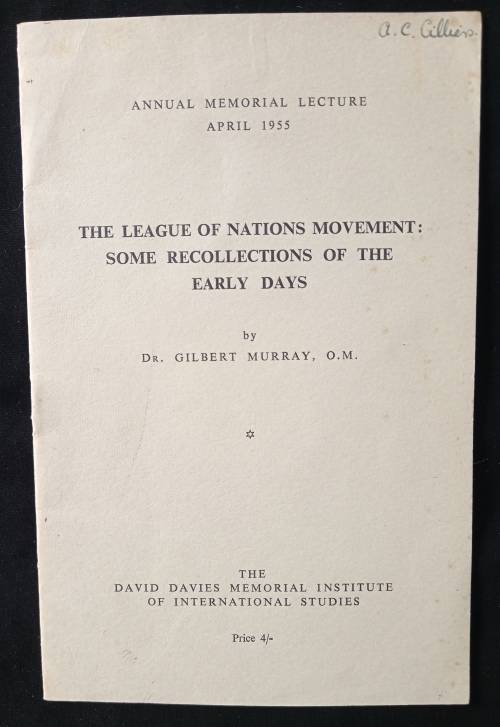 A. C. Cilliers.
ANNUAL MEMORIAL LECTURE
APRIL 1955
THE LEAGUE OF NATIONS MOVEMENT:
SOME RECOLLECTIONS OF THE
EARLY DAYS
by
DR. GILBERT MURRAY, O.M.
THE
DAVID DAVIES MEMORIAL INSTITUTE
OF INTERNATIONAL STUDIES
Price 4/-